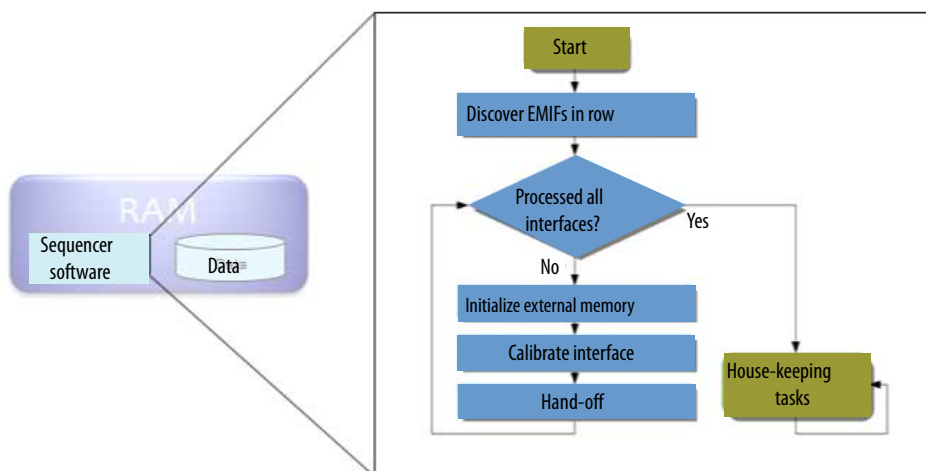 RAM
Sequencer
software
Data
Start
Discover EMIFs in row
Processed all
interfaces?
Yes
No
Initialize external memory
Calibrate interface
Hand-off
House-keeping
tasks